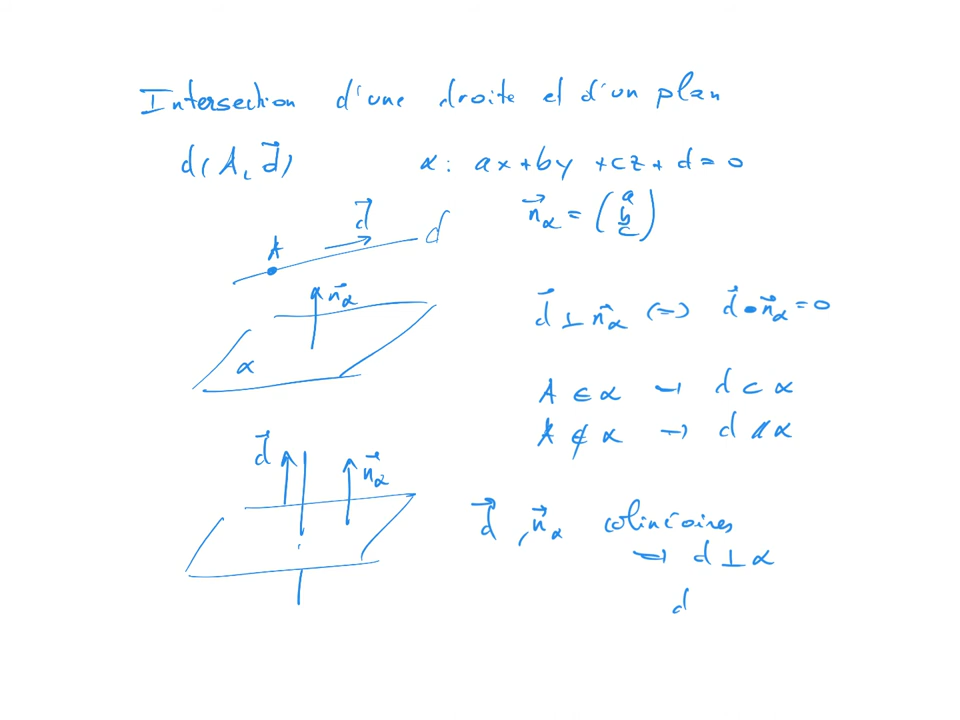 Intersection d'une droite et d'un plan
d(A, d⃗)
α: ax+by+cz+d=0
n⃗α = (a b c)
d⃗
A
d
n⃗α
α
d⃗ ⊥ n⃗α (=) d⃗ • n⃗α = 0
A ∈ α → d ⊂ α
A ∉ α → d // α
d⃗
n⃗α
d⃗, n⃗α colinéaires
→ d ⊥ α
d